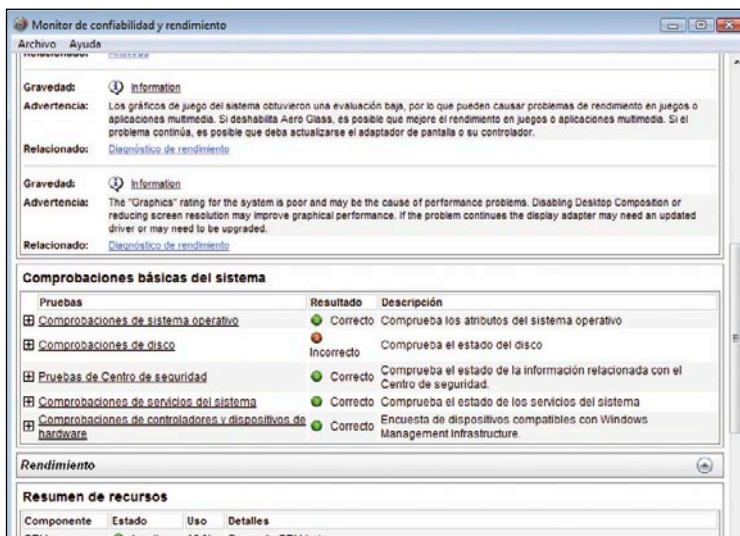 Monitor de confiabilidad y rendimiento
Archivo Ayuda
Relacionado: Antivirus
Gravedad: Information
Advertencia: Los gráficos de juego del sistema obtuvieron una evaluación baja, por lo que pueden causar problemas de rendimiento en juegos o
aplicaciones multimedia. Si deshabilita Aero Glass, es posible que mejore el rendimiento en juegos o aplicaciones multimedia. Si el
problema continúa, es posible que deba actualizarse el adaptador de pantalla o su controlador.
Relacionado: Diagnóstico de rendimiento
Gravedad: Information
Advertencia: The "Graphics" rating for the system is poor and may be the cause of performance problems. Disabling Desktop Composition or
reducing screen resolution may improve graphical performance. If the problem continues the display adapter may need an updated
driver or may need to be upgraded.
Relacionado: Diagnóstico de rendimiento
Comprobaciones básicas del sistema
Pruebas Resultado Descripción
Comprobaciones de sistema operativo Correcto Comprueba los atributos del sistema operativo
Comprobaciones de disco Incorrecto Comprueba el estado del disco
Pruebas de Centro de seguridad Correcto Comprueba el estado de la información relacionada con el
Centro de seguridad.
Comprobaciones de servicios del sistema Correcto Comprueba el estado de los servicios del sistema
Comprobaciones de controladores y dispositivos de
hardware Correcto Encuesta de dispositivos compatibles con Windows
Management Infrastructure.
Rendimiento
Resumen de recursos
Componente Estado Uso Detalles